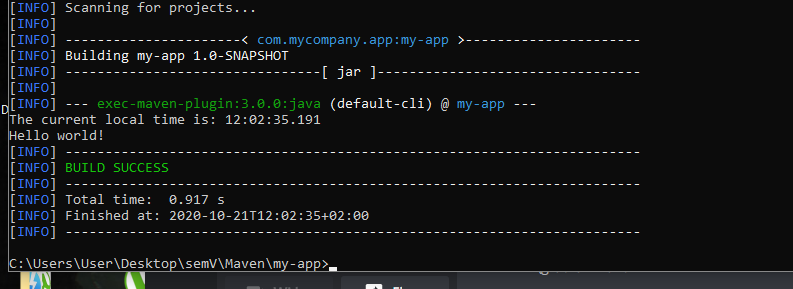 [INFO] Scanning for projects...
[INFO]
[INFO] ----------------------< com.mycompany.app:my-app >----------------------
[INFO] Building my-app 1.0-SNAPSHOT
[INFO] --------------------------------[ jar ]---------------------------------
[INFO]
[INFO] --- exec-maven-plugin:3.0.0:java (default-cli) @ my-app ---
The current local time is: 12:02:35.191
Hello world!
[INFO] ------------------------------------------------------------------------
[INFO] BUILD SUCCESS
[INFO] ------------------------------------------------------------------------
[INFO] Total time:  0.917 s
[INFO] Finished at: 2020-10-21T12:02:35+02:00
[INFO] ------------------------------------------------------------------------
C:\Users\User\Desktop\semV\Maven\my-app>